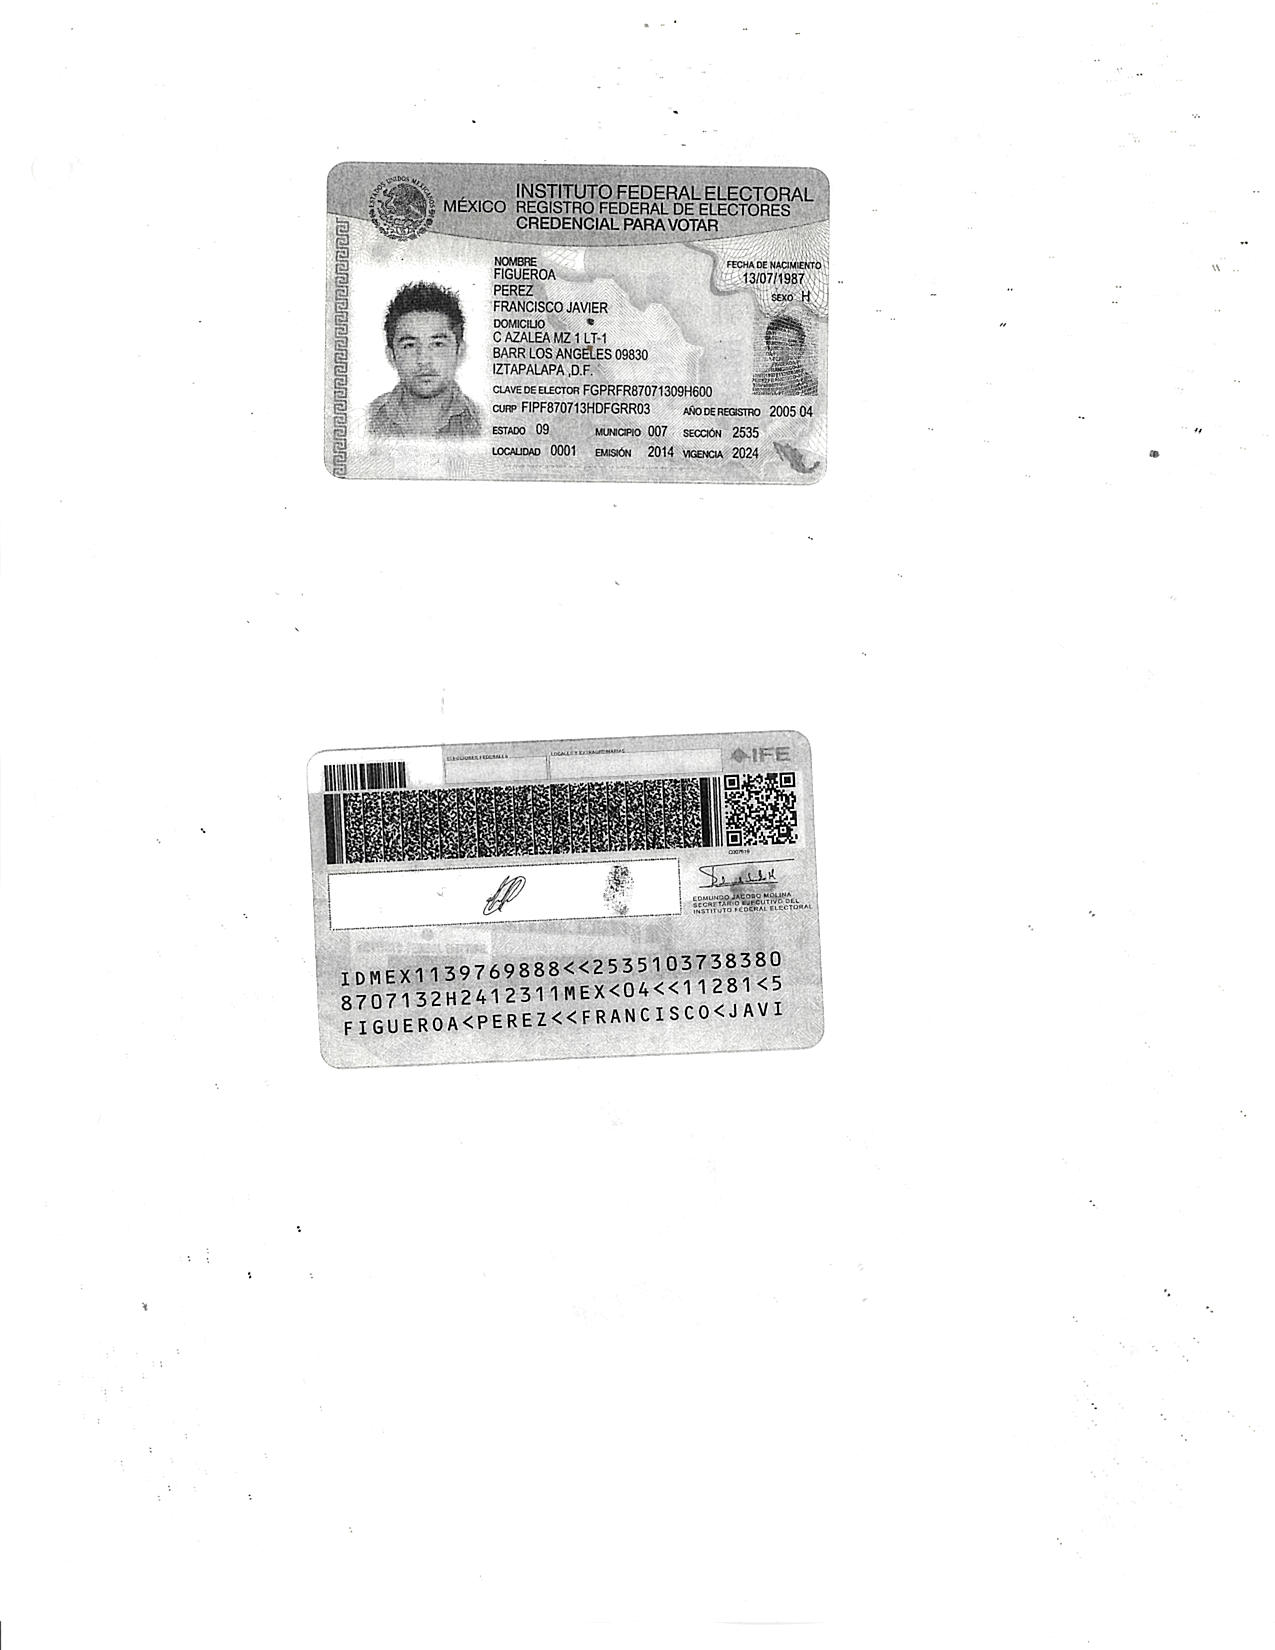 ESTADOS UNIDOS MEXICANOS
INSTITUTO FEDERAL ELECTORAL
MÉXICO REGISTRO FEDERAL DE ELECTORES
CREDENCIAL PARA VOTAR
NOMBRE
FIGUEROA
PEREZ
FRANCISCO JAVIER
FECHA DE NACIMIENTO
13/07/1987
SEXO H
DOMICILIO
C AZALEA MZ 1 LT-1
BARR LOS ANGELES 09830
IZTAPALAPA ,D.F.
CLAVE DE ELECTOR FGPRFR87071309H600
CURP FIPF870713HDFGRR03 AÑO DE REGISTRO 2005 04
ESTADO 09 MUNICIPIO 007 SECCIÓN 2535
LOCALIDAD 0001 EMISIÓN 2014 VIGENCIA 2024
ELECCIONES FEDERALES LOCALES Y EXTRAORDINARIAS IFE
EDMUNDO JACOBO MOLINA
SECRETARIO EJECUTIVO DEL
INSTITUTO FEDERAL ELECTORAL
IDMEX1139769888<<2535103738380
8707132H2412311MEX<04<<11281<5
FIGUEROA<PEREZ<<FRANCISCO<JAVI